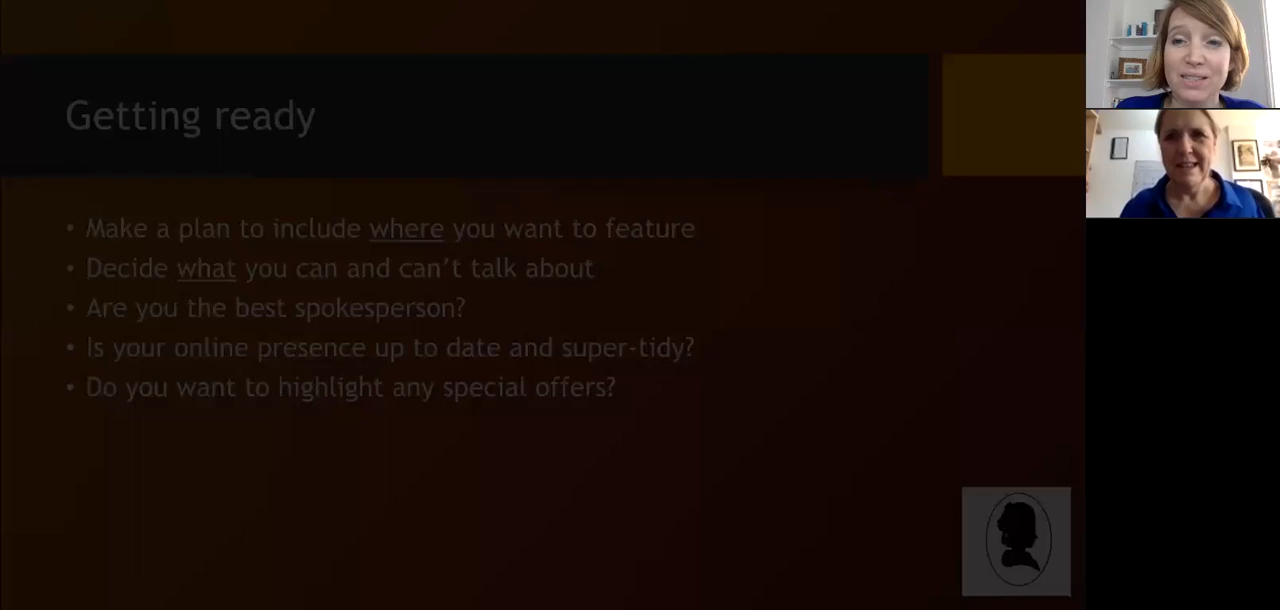 Getting ready
• Make a plan to include where you want to feature
• Decide what you can and can't talk about
• Are you the best spokesperson?
• Is your online presence up to date and super-tidy?
• Do you want to highlight any special offers?